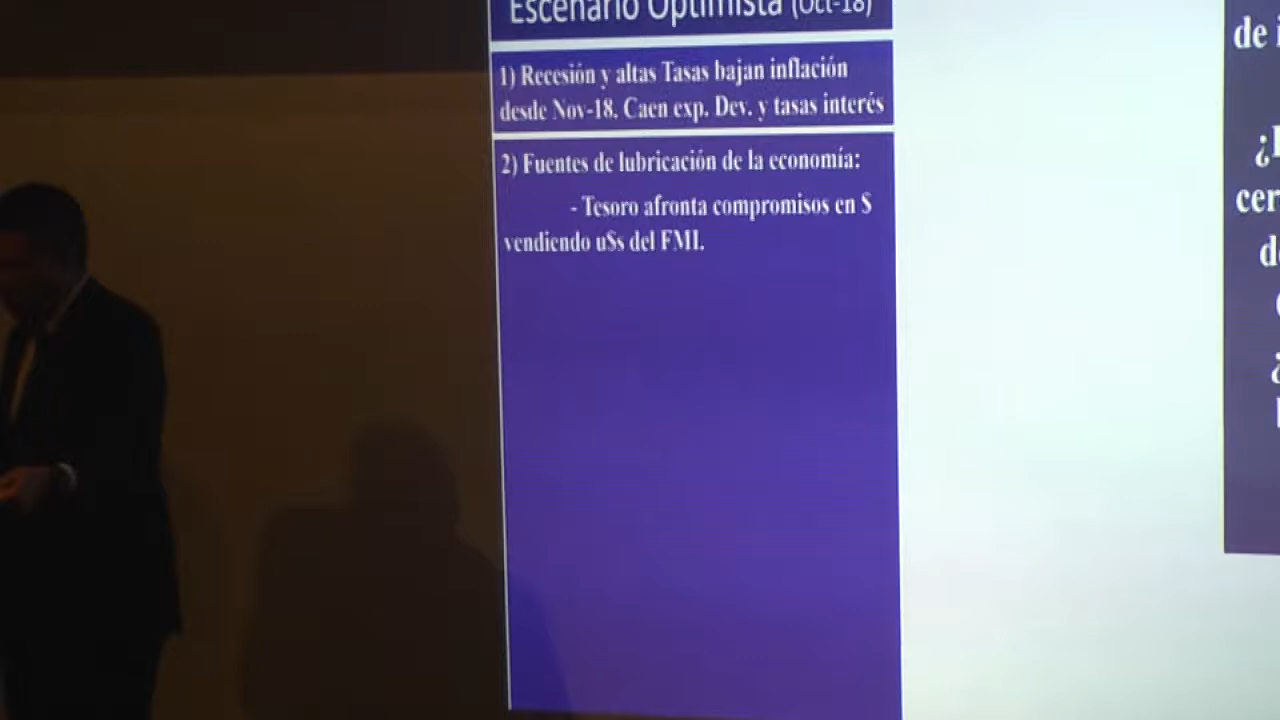 Escenario Optimista (Oct-18)
1) Recesión y altas Tasas bajan inflación
desde Nov-18. Caen exp. Dev. y tasas interés
2) Fuentes de lubricación de la economía:
- Tesoro afronta compromisos en $
vendiendo u$s del FMI.
de